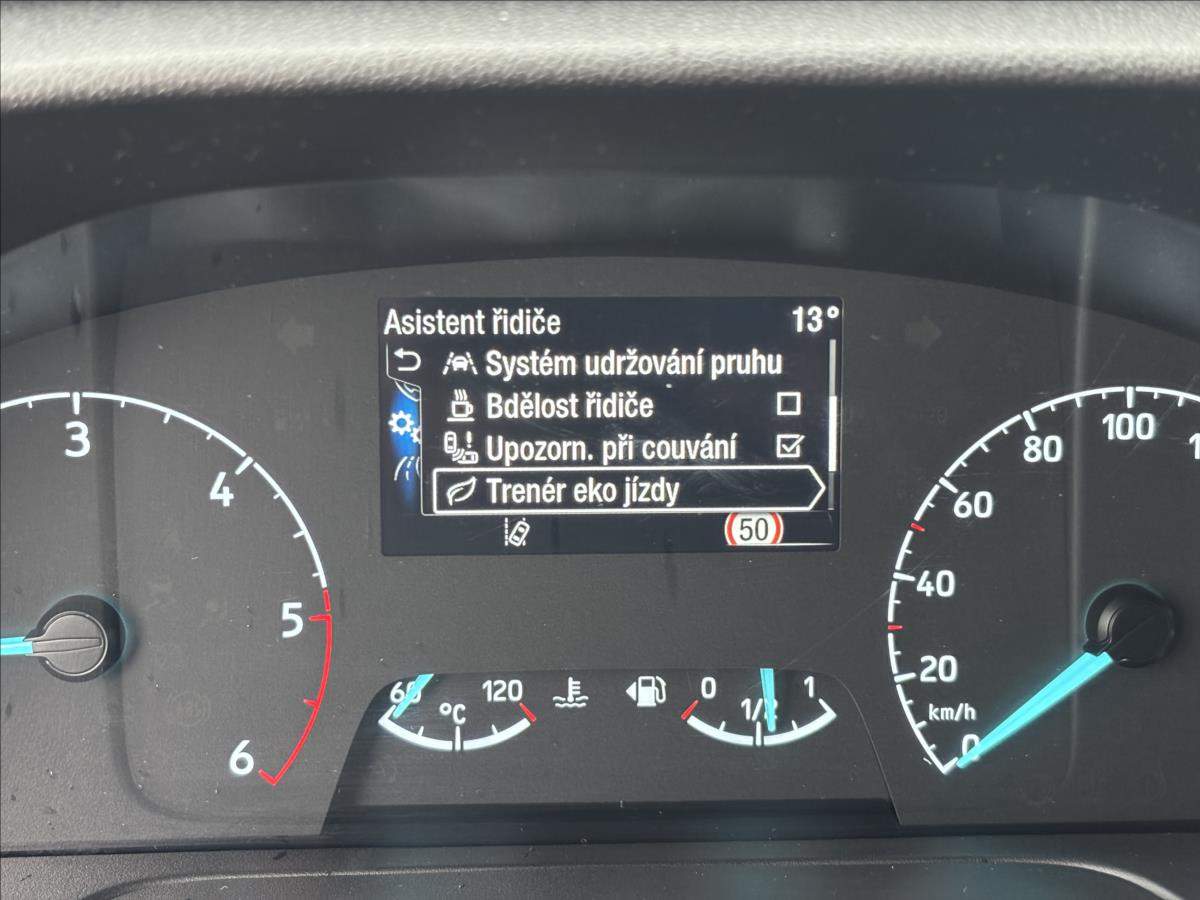 Asistent řidiče 13°
Systém udržování pruhu
Bdělost řidiče
Upozorn. při couvání
Trenér eko jízdy
50
3
4
5
6
60 °C 120
0 1/2 1
100
80
60
40
20
km/h
0